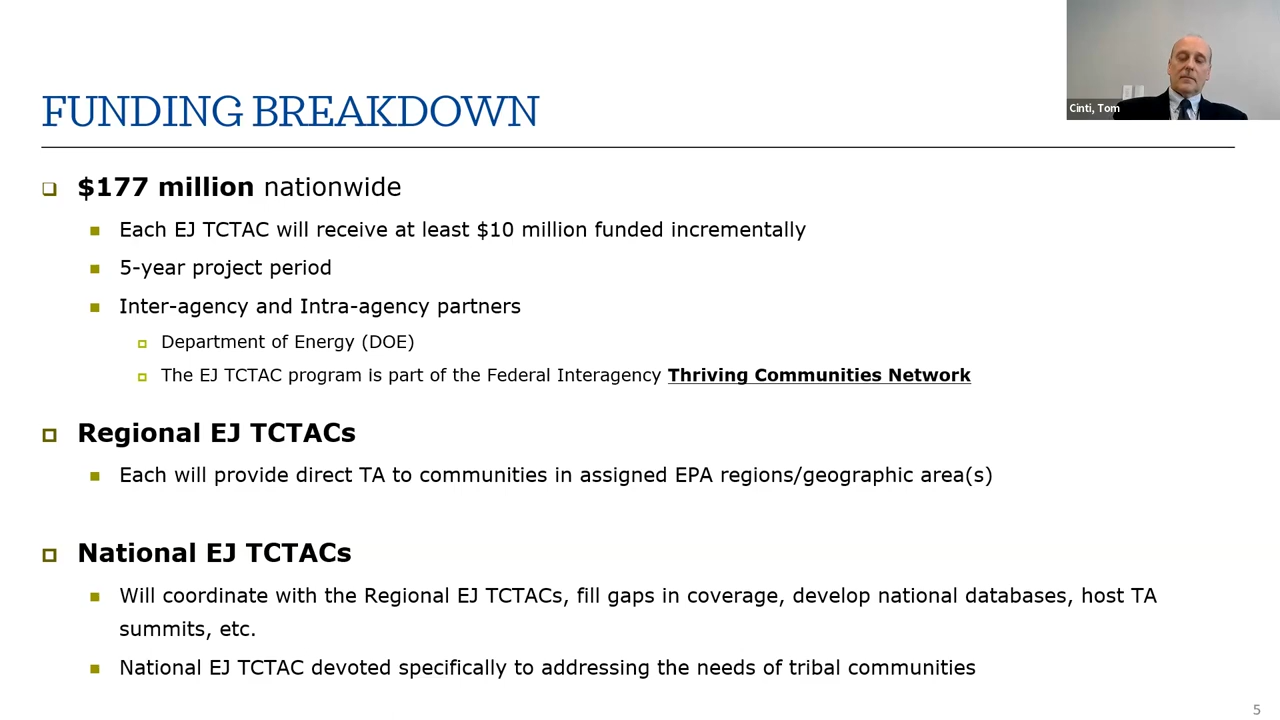 Cinti, Tom
FUNDING BREAKDOWN
$177 million nationwide
Each EJ TCTAC will receive at least $10 million funded incrementally
5-year project period
Inter-agency and Intra-agency partners
Department of Energy (DOE)
The EJ TCTAC program is part of the Federal Interagency Thriving Communities Network
Regional EJ TCTACs
Each will provide direct TA to communities in assigned EPA regions/geographic area(s)
National EJ TCTACs
Will coordinate with the Regional EJ TCTACs, fill gaps in coverage, develop national databases, host TA
summits, etc.
National EJ TCTAC devoted specifically to addressing the needs of tribal communities
5